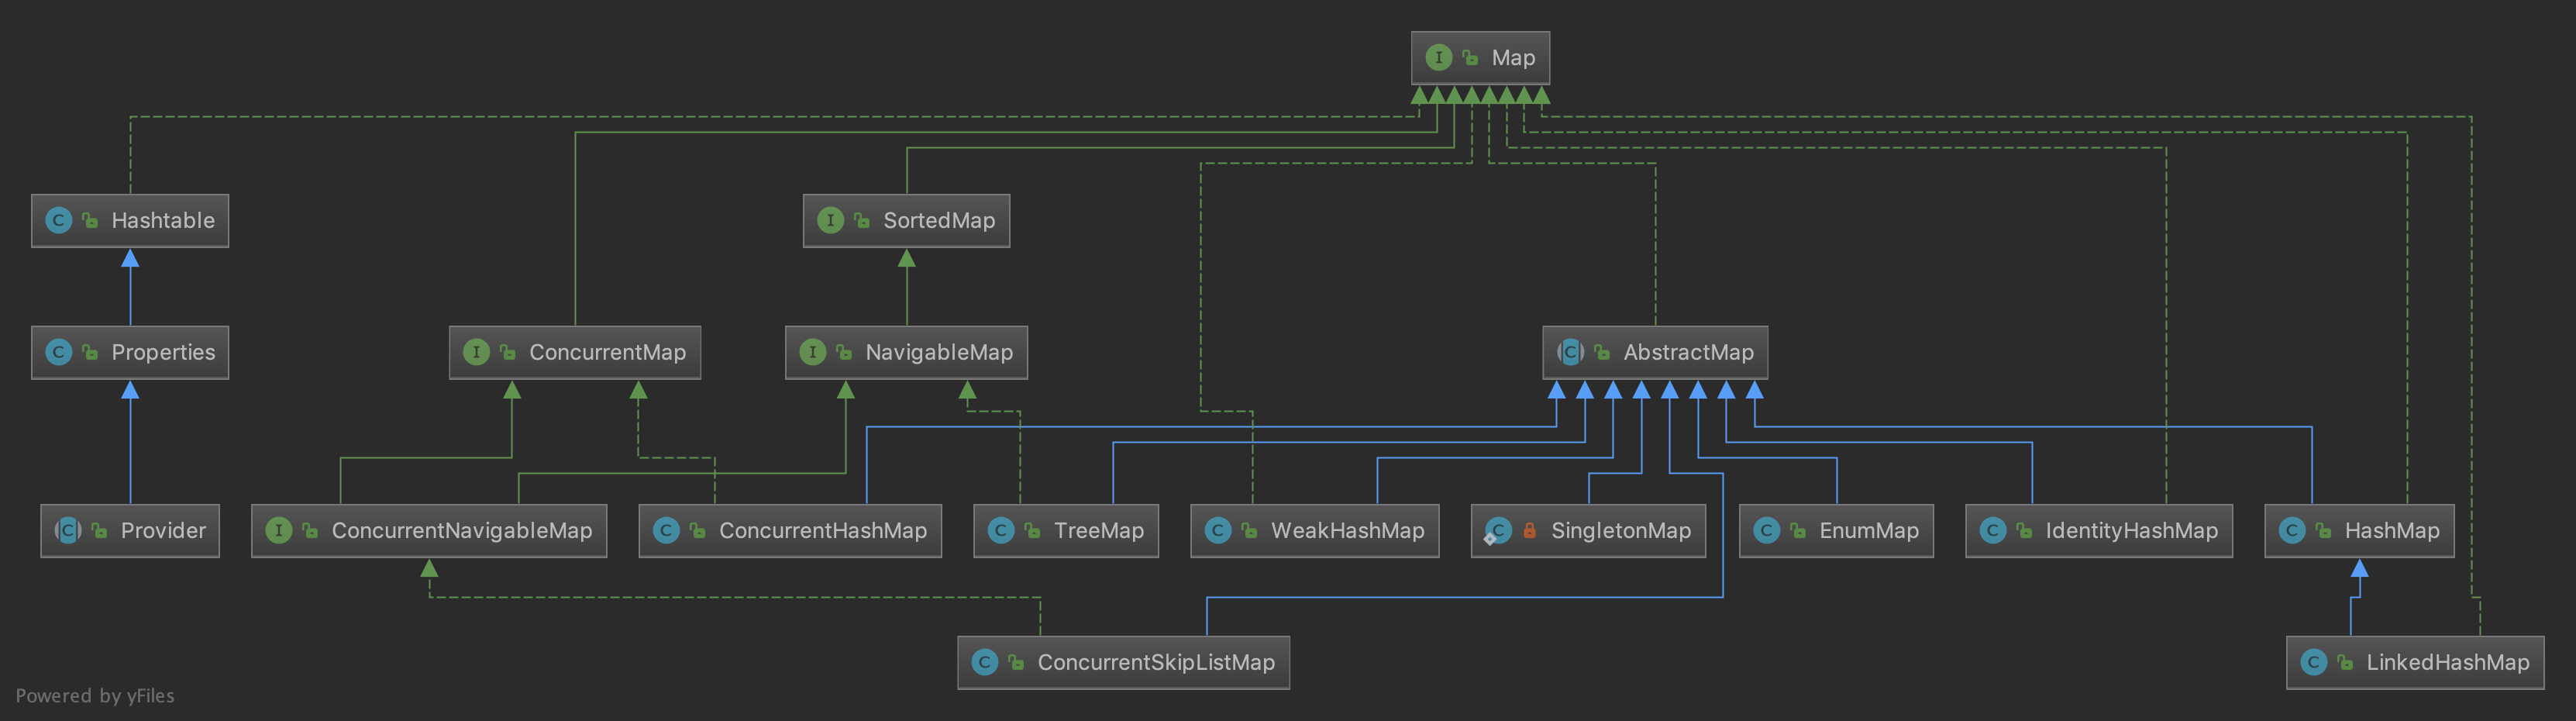 Map
Hashtable
SortedMap
Properties
ConcurrentMap
NavigableMap
AbstractMap
Provider
ConcurrentNavigableMap
ConcurrentHashMap
TreeMap
WeakHashMap
SingletonMap
EnumMap
IdentityHashMap
HashMap
ConcurrentSkipListMap
LinkedHashMap
Powered by yFiles